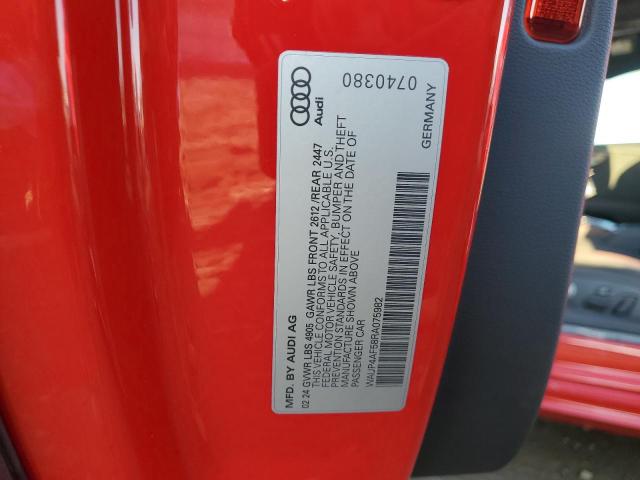 Audi
0740380
MFD. BY AUDI AG
GERMANY
02 24 GVWR LBS 4905 GAWR LBS FRONT 2612 /REAR 2447
THIS VEHICLE CONFORMS TO ALL APPLICABLE U.S.
FEDERAL MOTOR VEHICLE SAFETY, BUMPER AND THEFT
PREVENTION STANDARDS IN EFFECT ON THE DATE OF
MANUFACTURE SHOWN ABOVE
PASSENGER CAR
WAUP4AF58RA075982